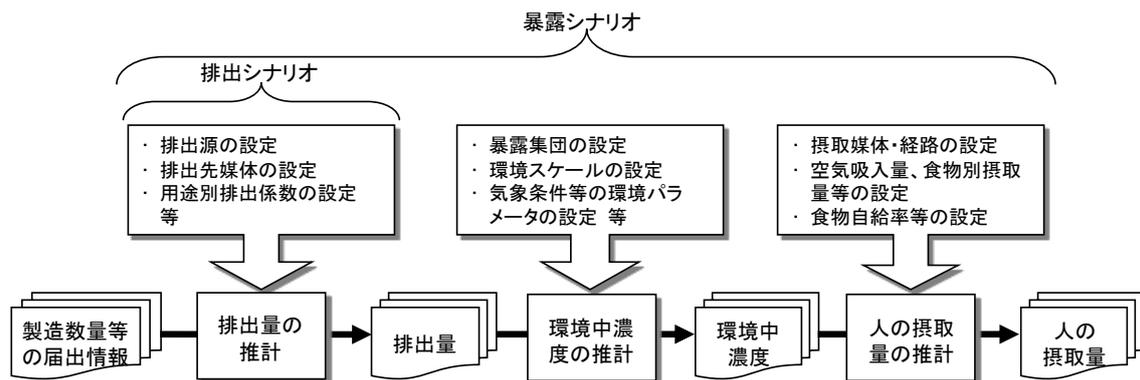 暴露シナリオ
排出シナリオ
・ 排出源の設定
・ 排出先媒体の設定
・ 用途別排出係数の設定
等
・ 暴露集団の設定
・ 環境スケールの設定
・ 気象条件等の環境パラ
メータの設定 等
・ 摂取媒体・経路の設定
・ 空気吸入量、食物別摂取
量等の設定
・ 食物自給率等の設定
製造数量等
の届出情報
排出量の
推計
排出量
環境中濃
度の推計
環境中
濃度
人の摂取
量の推計
人の
摂取量